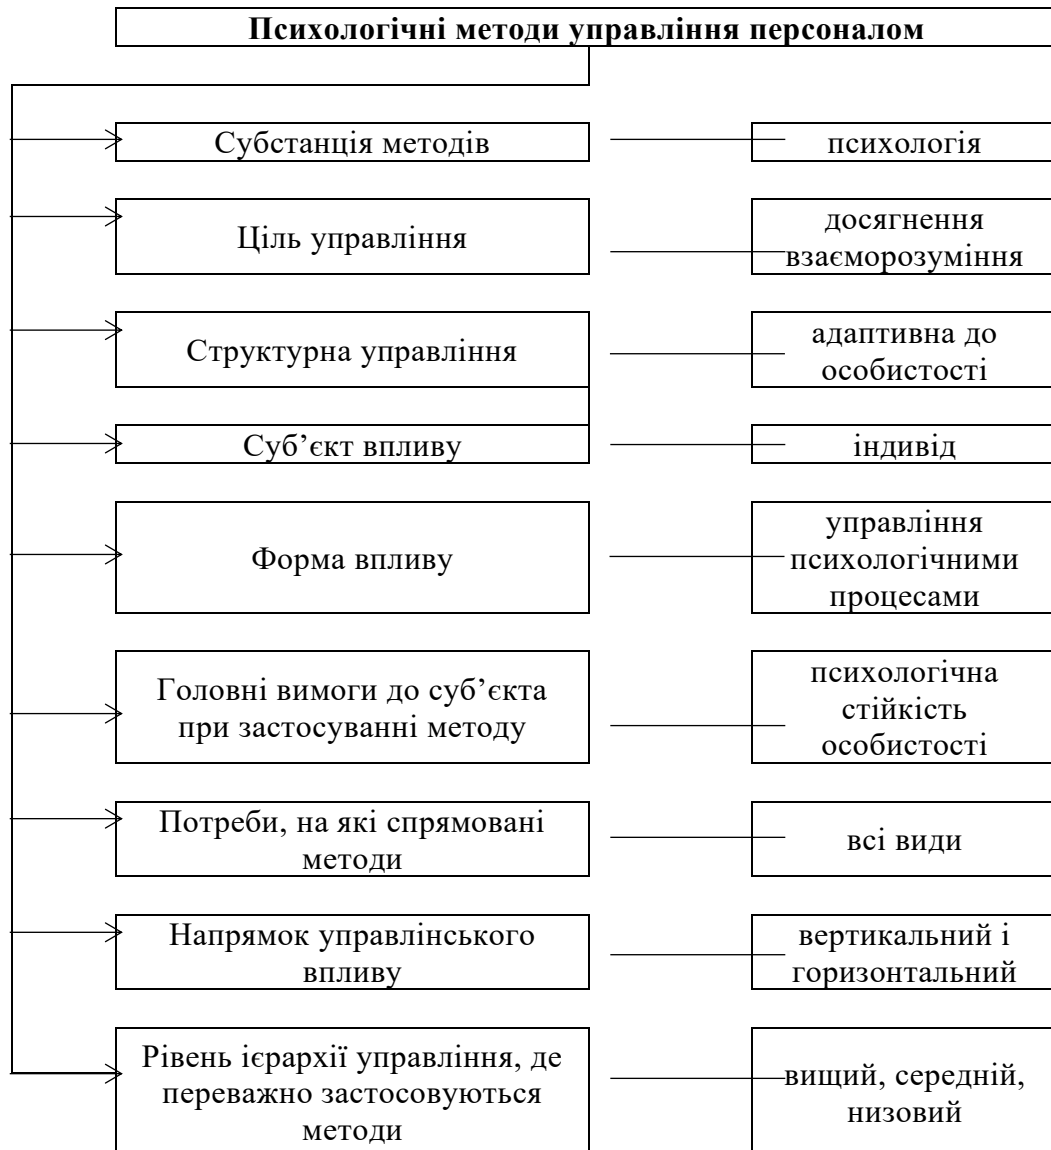 Психологічні методи управління персоналом
Субстанція методів
психологія
Ціль управління
досягнення
взаєморозуміння
Структурна управління
адаптивна до
особистості
Суб’єкт впливу
індивід
Форма впливу
управління
психологічними
процесами
Головні вимоги до суб’єкта
при застосуванні методу
психологічна
стійкість
особистості
Потреби, на які спрямовані
методи
всі види
Напрямок управлінського
впливу
вертикальний і
горизонтальний
Рівень ієрархії управління, де
переважно застосовуються
методи
вищий, середній,
низовий